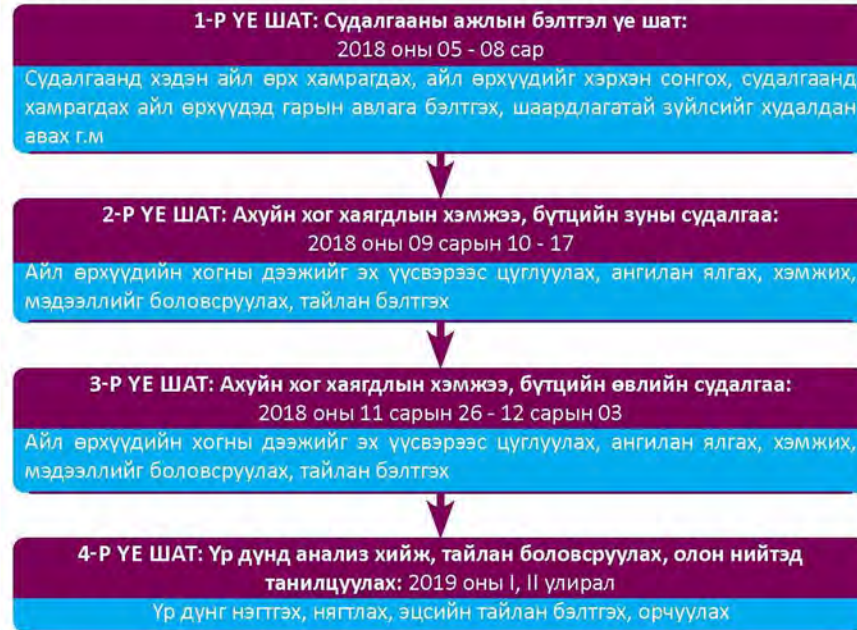 1-Р ҮЕ ШАТ: Судалгааны ажлын бэлтгэл үе шат:
2018 оны 05 - 08 сар
Судалгаанд хэдэн айл өрх хамрагдах, айл өрхүүдийг хэрхэн сонгох, судалгаанд
хамрагдах айл өрхүүдэд гарын авлага бэлтгэх, шаардлагатай зүйлсийг худалдан
авах г.м
2-Р ҮЕ ШАТ: Ахуйн хог хаягдлын хэмжээ, бүтцийн зуны судалгаа:
2018 оны 09 сарын 10 - 17
Айл өрхүүдийн хогны дээжийг эх үүсвэрээс цуглуулах, ангилан ялгах, хэмжих,
мэдээллийг боловсруулах, тайлан бэлтгэх
3-Р ҮЕ ШАТ: Ахуйн хог хаягдлын хэмжээ, бүтцийн өвлийн судалгаа:
2018 оны 11 сарын 26 - 12 сарын 03
Айл өрхүүдийн хогны дээжийг эх үүсвэрээс цуглуулах, ангилан ялгах, хэмжих,
мэдээллийг боловсруулах, тайлан бэлтгэх
4-Р ҮЕ ШАТ: Үр дүнд анализ хийж, тайлан боловсруулах, олон нийтэд
танилцуулах: 2019 оны I, II улирал
Үр дүнг нэгтгэх, нягтлах, эцсийн тайлан бэлтгэх, орчуулах